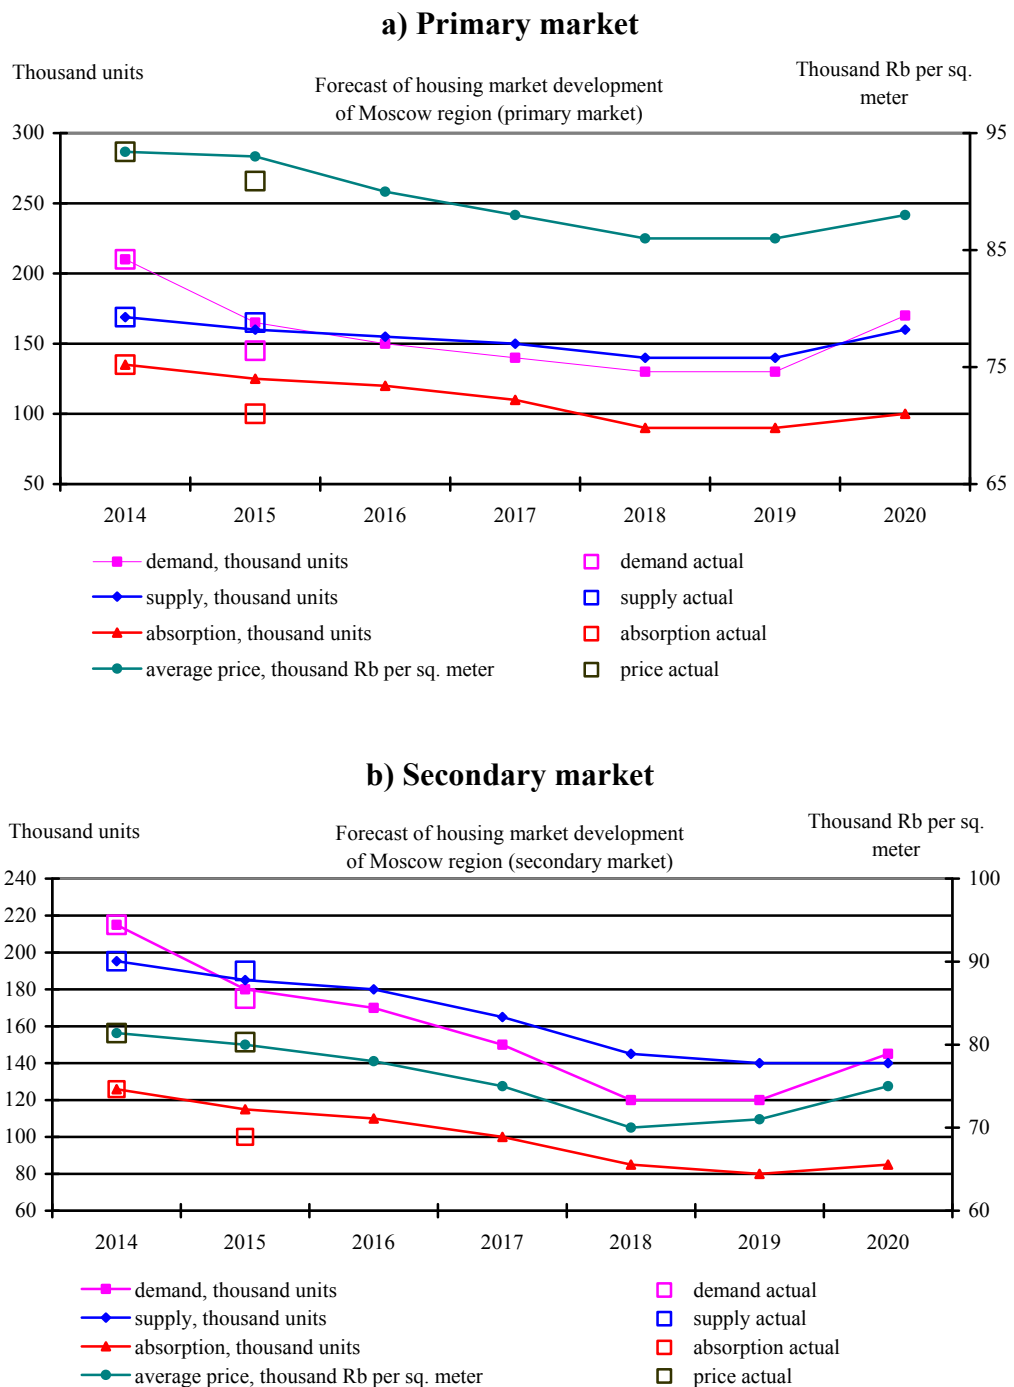 a) Primary market
Thousand units
Forecast of housing market development
of Moscow region (primary market)
Thousand Rb per sq.
meter
300
250
200
150
100
50
95
85
75
65
2014 2015 2016 2017 2018 2019 2020
demand, thousand units
demand actual
supply, thousand units
supply actual
absorption, thousand units
absorption actual
average price, thousand Rb per sq. meter
price actual
b) Secondary market
Thousand units
Forecast of housing market development
of Moscow region (secondary market)
Thousand Rb per sq.
meter
240
220
200
180
160
140
120
100
80
60
100
90
80
70
60
2014 2015 2016 2017 2018 2019 2020
demand, thousand units
demand actual
supply, thousand units
supply actual
absorption, thousand units
absorption actual
average price, thousand Rb per sq. meter
price actual